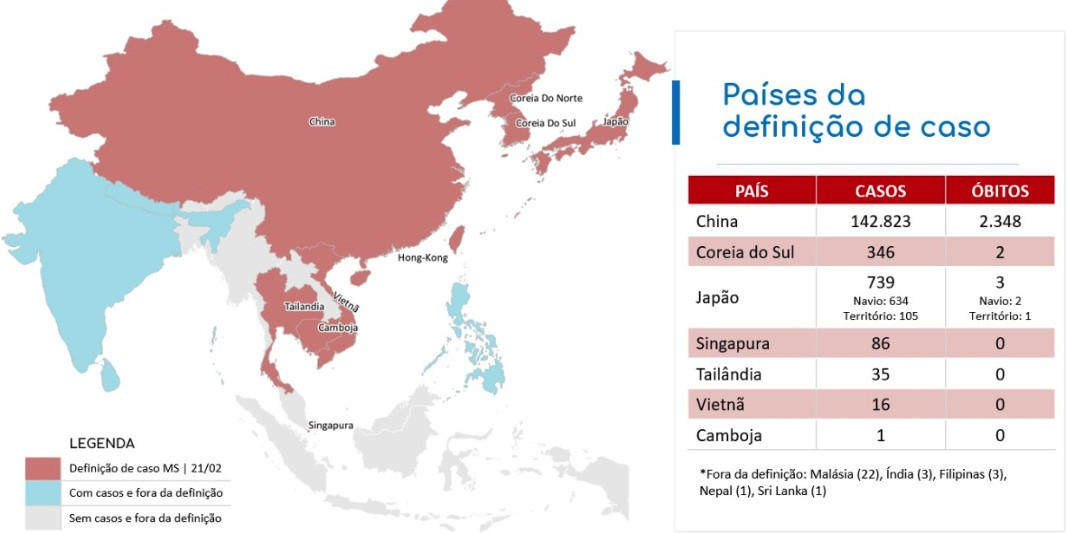 China
Coreia Do Norte
Coreia Do Sul
Japão
Hong-Kong
Tailandia
Vietnã
Camboja
Singapura
LEGENDA
Definição de caso MS | 21/02
Com casos e fora da definição
Sem casos e fora da definição
Países da
definição de caso
PAÍS CASOS ÓBITOS
China 142.823 2.348
Coreia do Sul 346 2
Japão 739 3
Navio: 634 Navio: 2
Território: 105 Território: 1
Singapura 86 0
Tailândia 35 0
Vietnã 16 0
Camboja 1 0
*Fora da definição: Malásia (22), Índia (3), Filipinas (3),
Nepal (1), Sri Lanka (1)